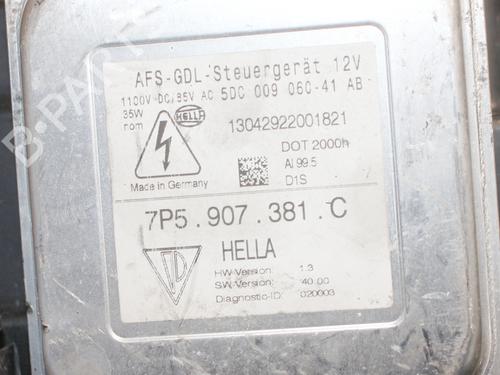 AFS-GDL-Steuergerät 12V
1100V-DC/85V AC 5DC 009 060-41 AB
35W
nom
HELLA
13042922001821
DOT 2000h
Al 99.5
D1S
Made in Germany
7P5.907.381.C
HELLA
HW-Version: 1.3
SW-Version: 40.00
Diagnostic-ID: 020003
B-PARTS